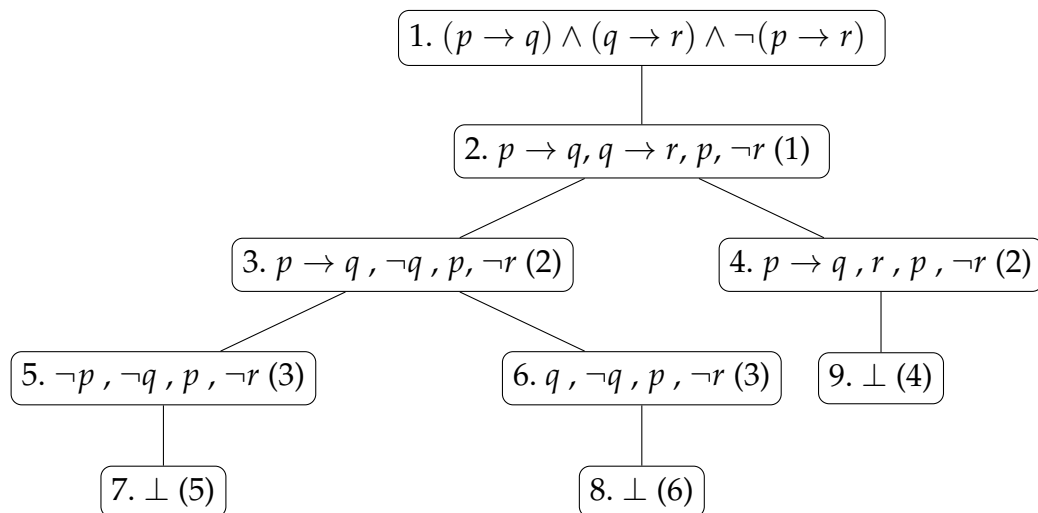 1. (p → q) ∧ (q → r) ∧ ¬(p → r)
2. p → q, q → r, p, ¬r (1)
3. p → q , ¬q , p, ¬r (2)
4. p → q , r , p , ¬r (2)
5. ¬p , ¬q , p , ¬r (3)
6. q , ¬q , p , ¬r (3)
9. ⊥ (4)
7. ⊥ (5)
8. ⊥ (6)